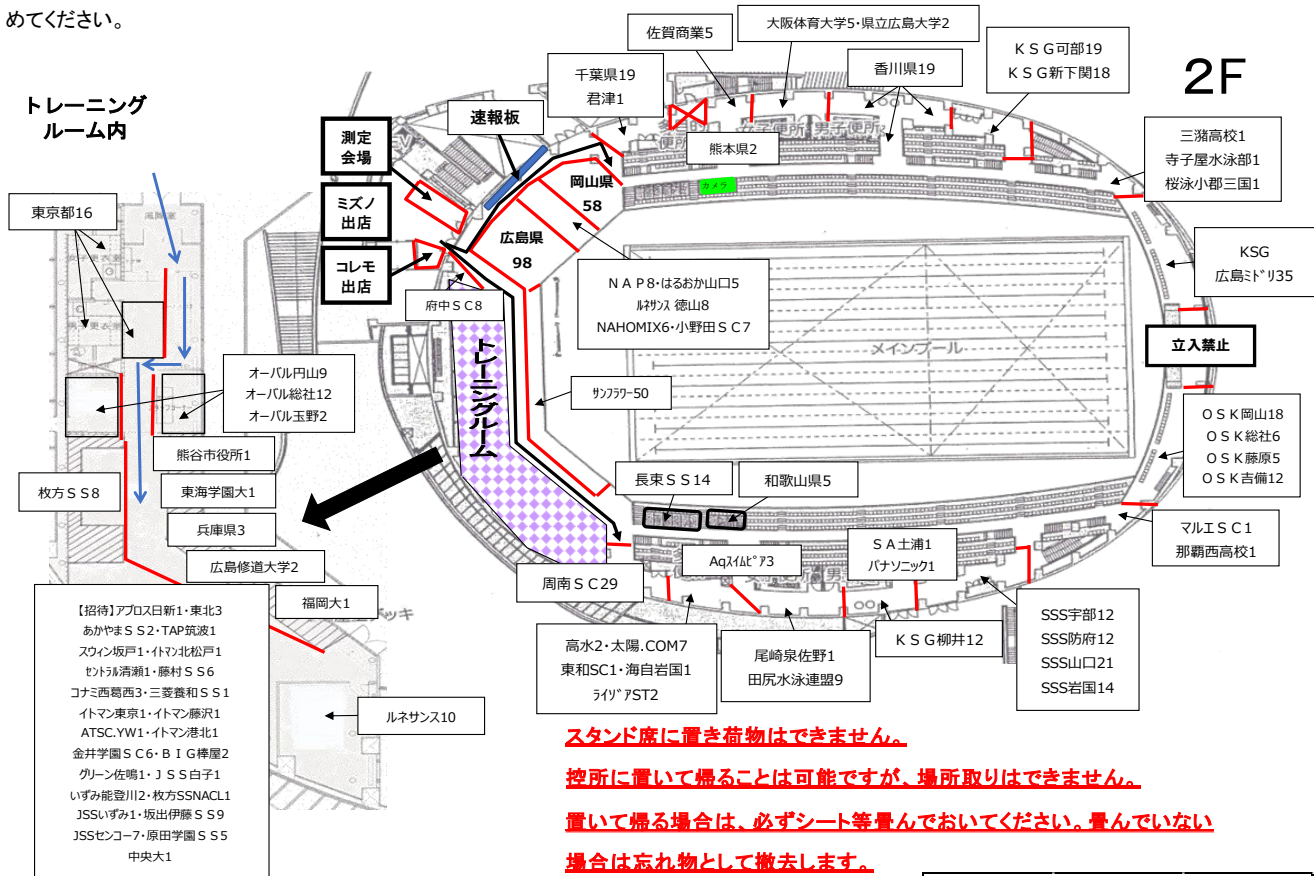 めてください。
2F
トレーニング
ルーム内
測定
会場
ミズノ
出店
コレモ
出店
速報板
千葉県19
君津1
佐賀商業5
大阪体育大学5・県立広島大学2
香川県19
ＫＳＧ可部19
ＫＳＧ新下関18
三潴高校1
寺子屋水泳部1
桜泳小郡三国1
多目的
便所
女子便所
男子便所
熊本県2
カメラ
岡山県
58
広島県
98
KSG
広島ﾐﾄﾞﾘ35
立入禁止
府中ＳＣ8
ＮＡＰ8・はるおか山口5
ﾙﾈｻﾝｽ 徳山8
NAHOMIX6・小野田ＳＣ7
メインプール
サンフラワー50
トレーニングルーム
東京都16
オーバル円山9
オーバル総社12
オーバル玉野2
熊谷市役所1
枚方ＳＳ8
東海学園大1
兵庫県3
広島修道大学2
福岡大1
ルネサンス10
ＯＳＫ岡山18
ＯＳＫ総社6
ＯＳＫ藤原5
ＯＳＫ吉備12
マルエＳＣ1
那覇西高校1
長束ＳＳ14
和歌山県5
周南ＳＣ29
Aqｽｲﾑﾋﾟｱ3
ＳＡ土浦1
パナソニック1
高水2・太陽.COM7
東和SC1・海自岩国1
ﾗｲｼﾞｱST2
尾崎泉佐野1
田尻水泳連盟9
ＫＳＧ柳井12
SSS宇部12
SSS防府12
SSS山口21
SSS岩国14
【招待】アプロス日新1・東北3
あかやまＳＳ2・TAP筑波1
スウィン坂戸1・イトマン北松戸1
セントラル清瀬1・藤村ＳＳ6
コナミ西葛西3・三菱養和ＳＳ1
イトマン東京1・イトマン藤沢1
ATSC.YW1・イトマン港北1
金井学園ＳＣ6・ＢＩＧ棒屋2
グリーン佐鳴1・ＪＳＳ白子1
いずみ能登川2・枚方SSNACL1
JSSいずみ1・坂出伊藤ＳＳ9
JSSセンコー7・原田学園ＳＳ5
中央大1
スタンド席に置き荷物はできません。
控所に置いて帰ることは可能ですが、場所取りはできません。
置いて帰る場合は、必ずシート等畳んでおいてください。畳んでいない
場合は忘れ物として撤去します。